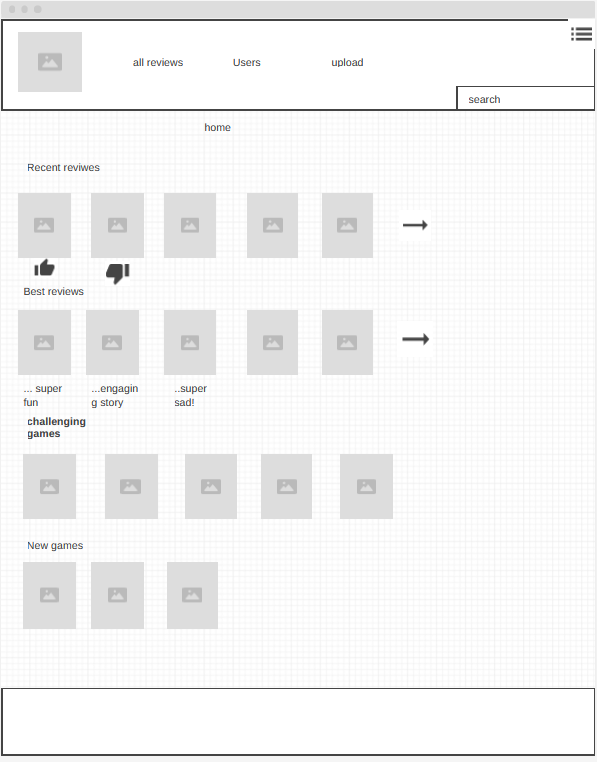 all reviews Users upload
search
home
Recent reviwes
Best reviews
... super ...engagin ..super
fun g story sad!
challenging
games
New games